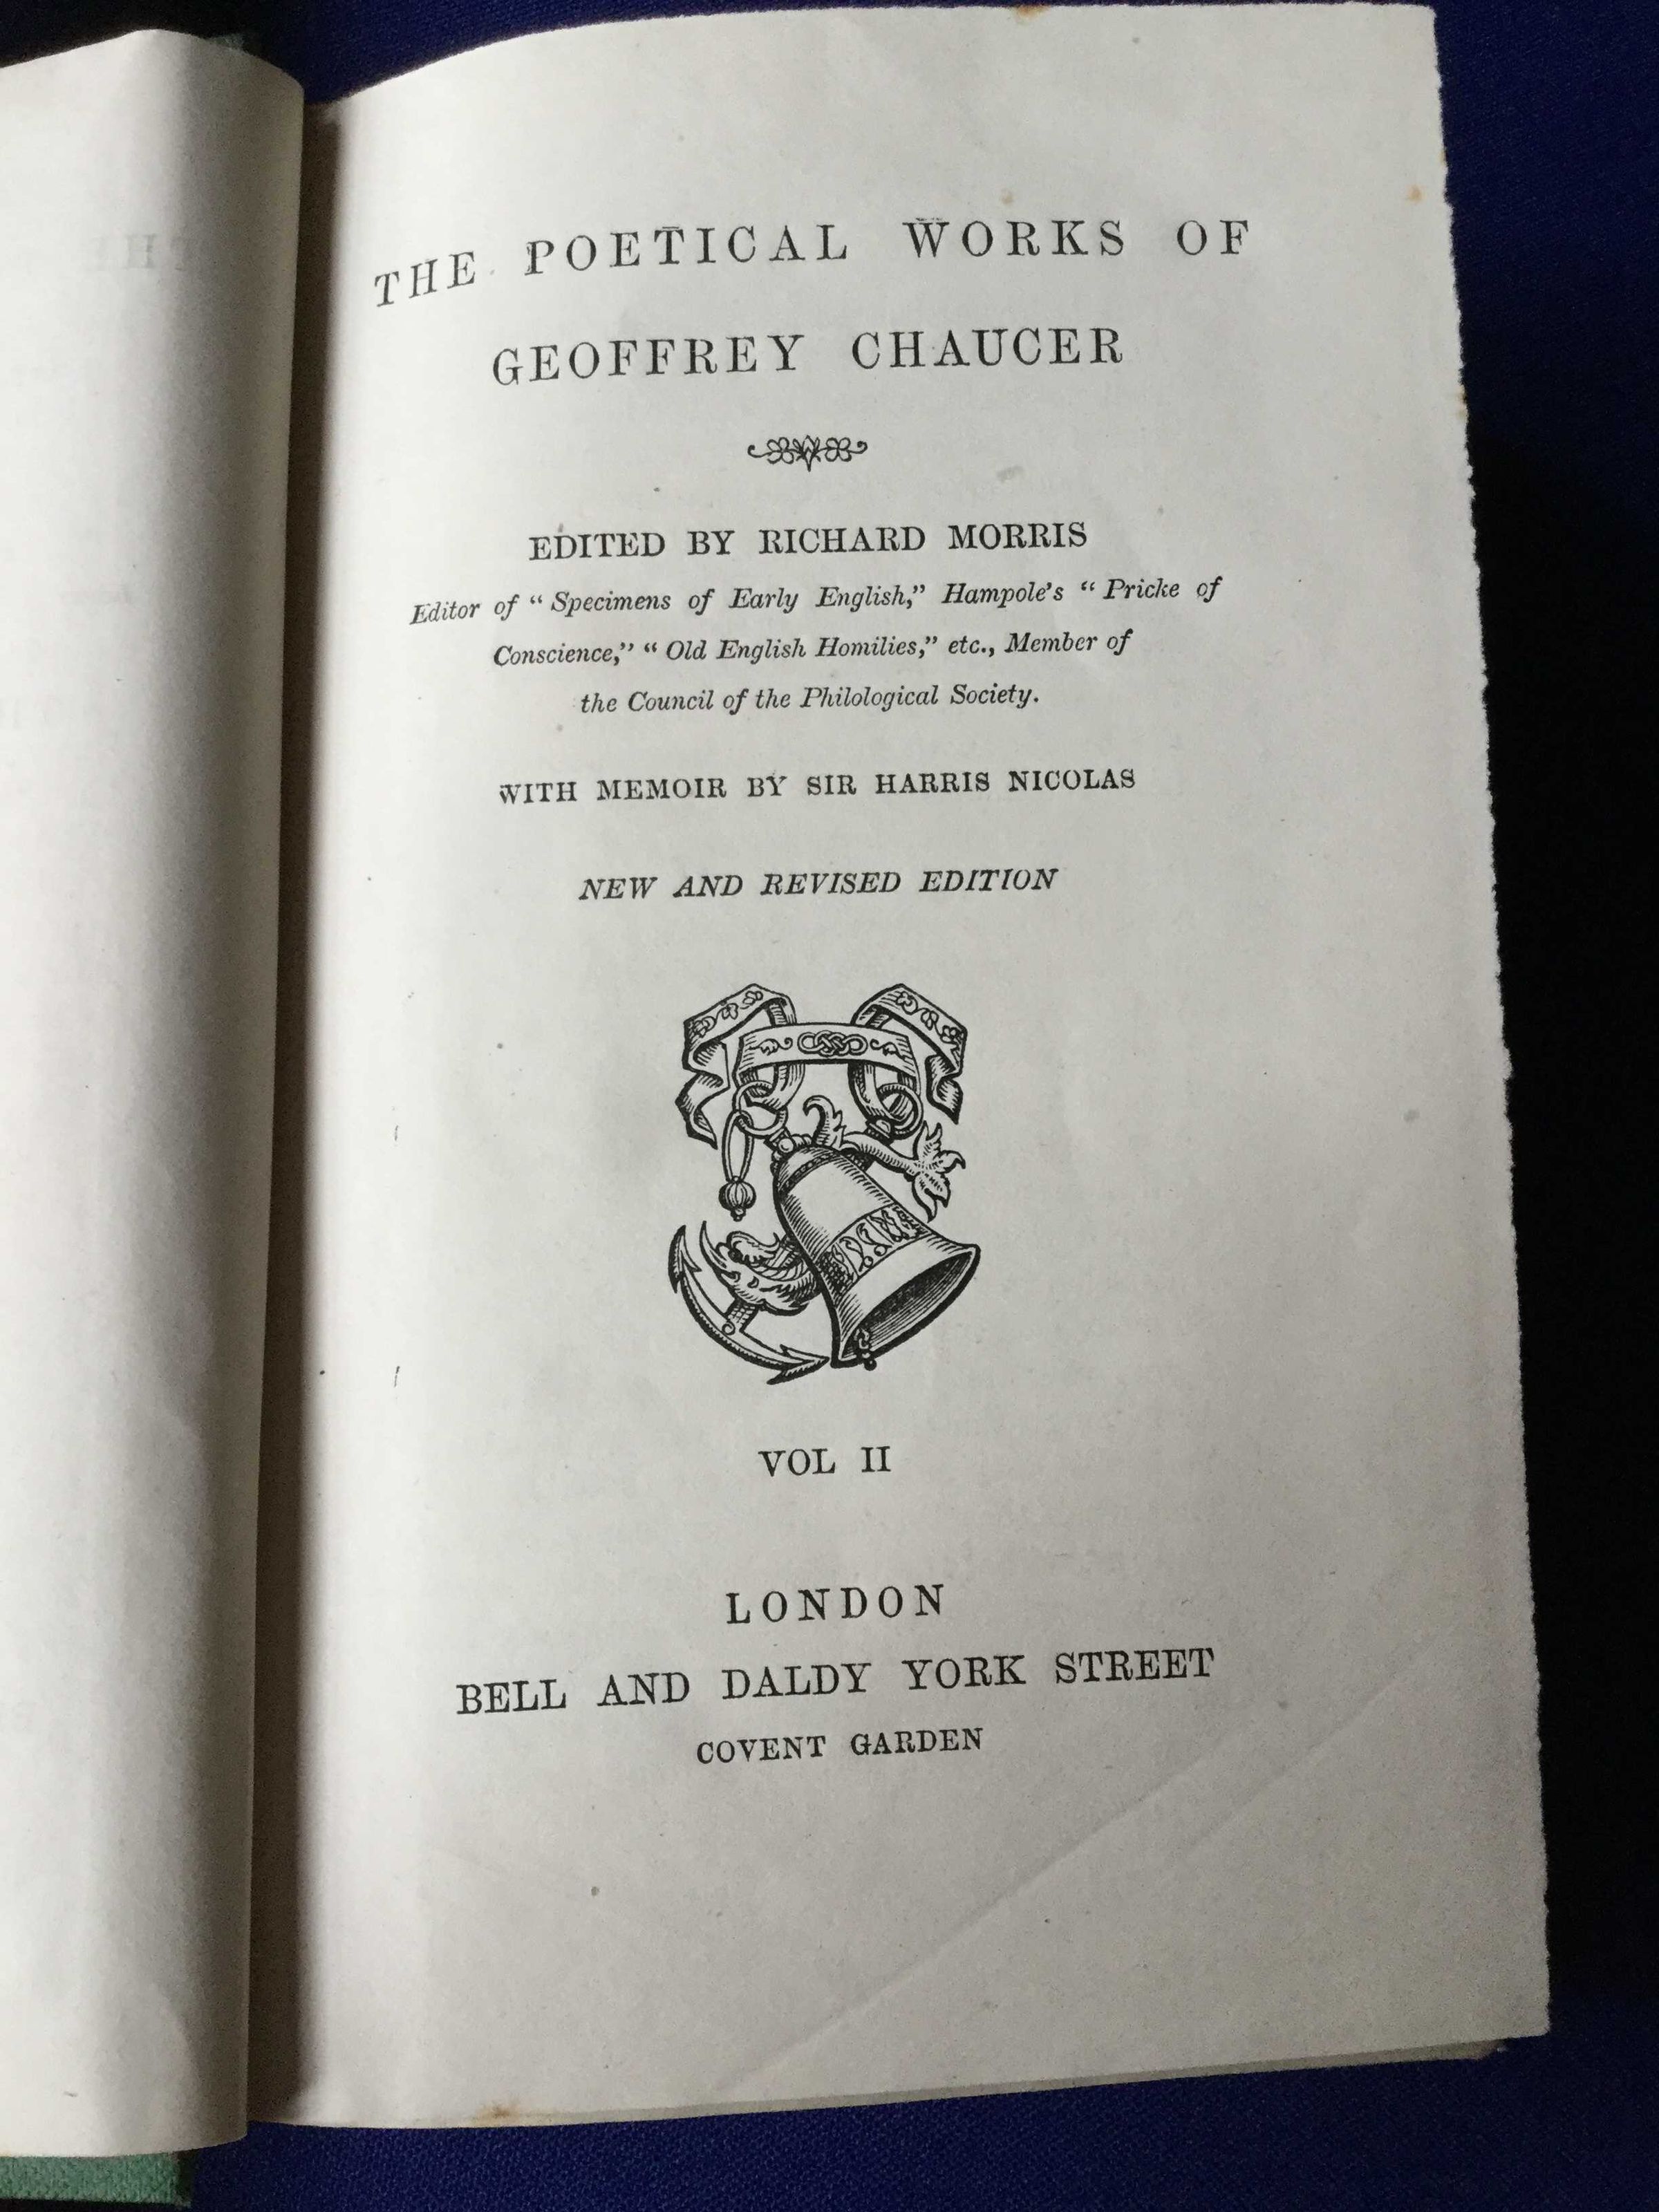 THE POETICAL WORKS OF
GEOFFREY CHAUCER
EDITED BY RICHARD MORRIS
Editor of “ Specimens of Early English,” Hampole’s “ Pricke of
Conscience,” “ Old English Homilies,” etc., Member of
the Council of the Philological Society.
WITH MEMOIR BY SIR HARRIS NICOLAS
NEW AND REVISED EDITION
VOL II
LONDON
BELL AND DALDY YORK STREET
COVENT GARDEN